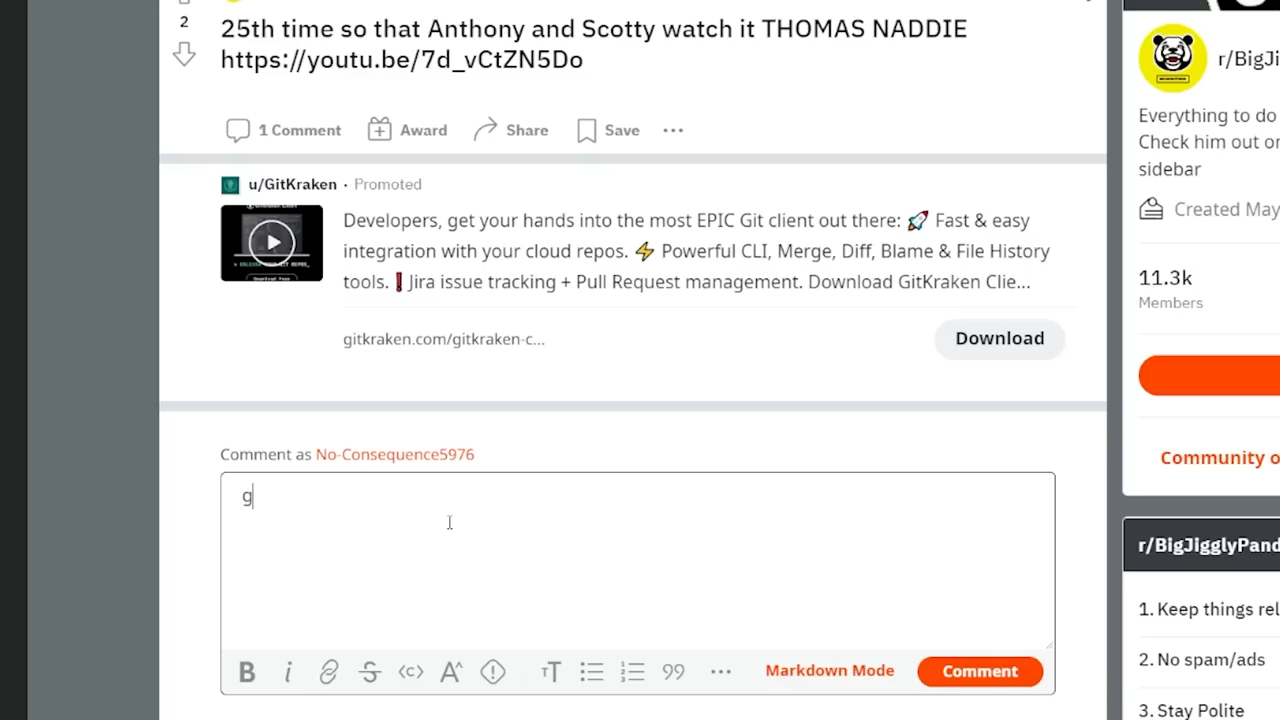 2
25th time so that Anthony and Scotty watch it THOMAS NADDIE
https://youtu.be/7d_vCtZN5Do
1 Comment Award Share Save ...
u/GitKraken · Promoted
Developers, get your hands into the most EPIC Git client out there: 🚀 Fast & easy
integration with your cloud repos. ⚡ Powerful CLI, Merge, Diff, Blame & File History
tools. ❗Jira issue tracking + Pull Request management. Download GitKraken Clie...
gitkraken.com/gitkraken-c...
Download
Comment as No-Consequence5976
g
Markdown Mode
Comment
r/BigJi
Everything to do
Check him out on
sidebar
Created May
11.3k
Members
Community o
r/BigJigglyPand
1. Keep things rel
2. No spam/ads
3. Stay Polite